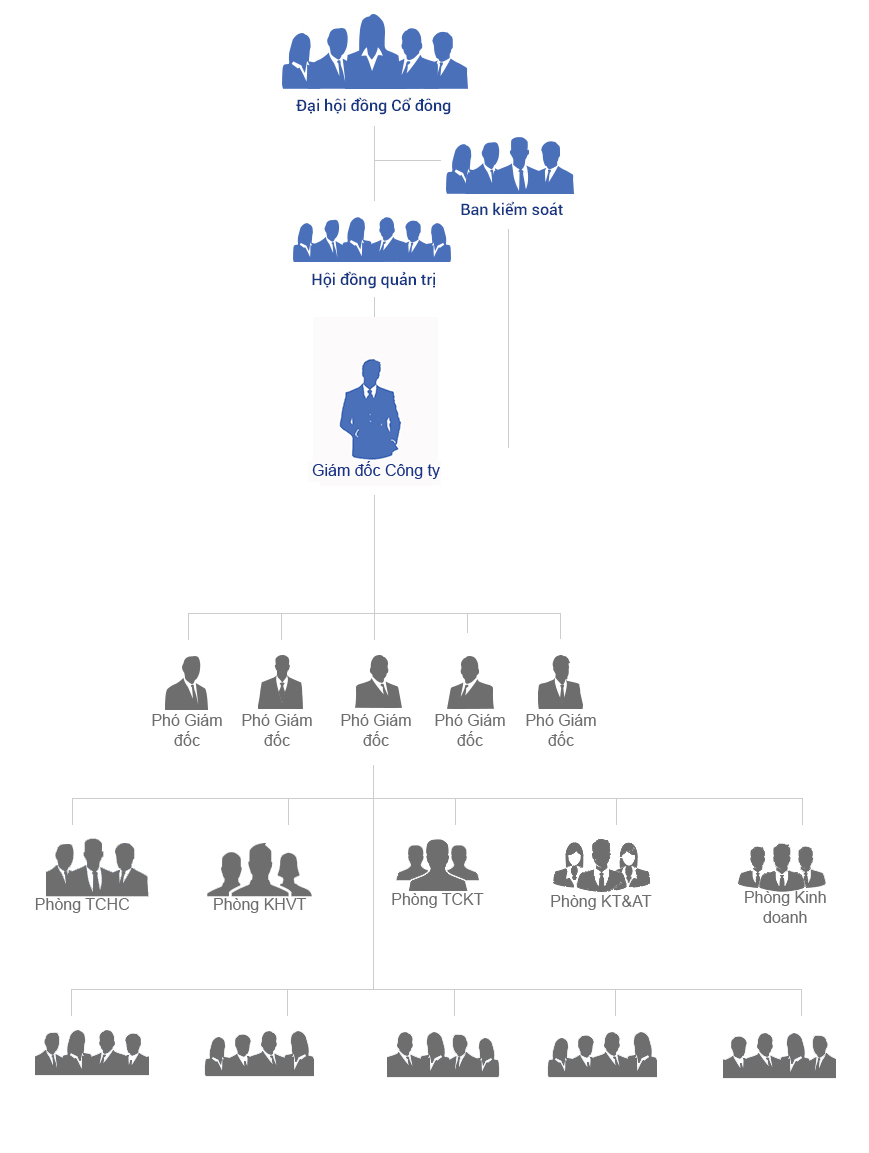 Đại hội đồng Cổ đông
Ban kiểm soát
Hội đồng quản trị
Giám đốc Công ty
Phó Giám
đốc
Phó Giám
đốc
Phó Giám
đốc
Phó Giám
đốc
Phó Giám
đốc
Phòng TCHC
Phòng KHVT
Phòng TCKT
Phòng KT&AT
Phòng Kinh
doanh